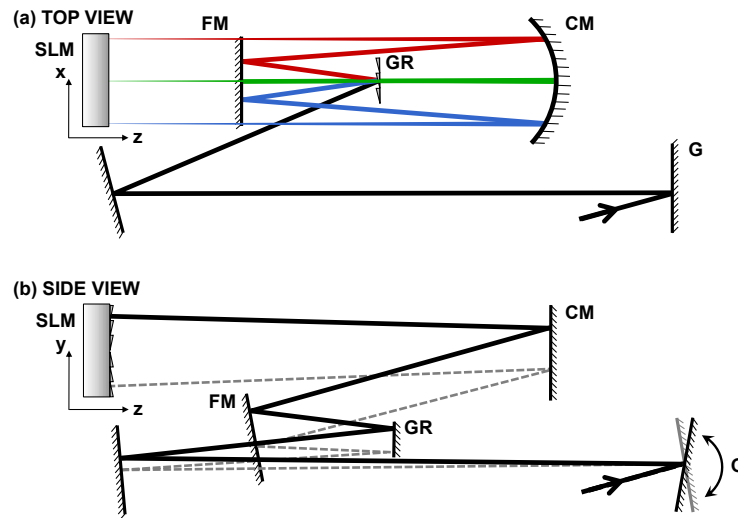 (a) TOP VIEW
FM
CM
SLM
GR
x
z
G
(b) SIDE VIEW
SLM
CM
y
z
FM
GR
G